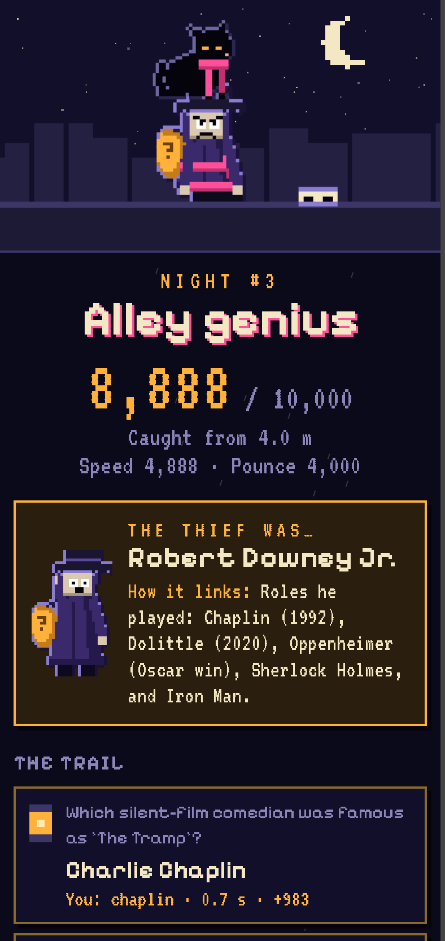 NIGHT #3
Alley genius
8,888 / 10,000
Caught from 4.0 m
Speed 4,888 · Pounce 4,000
THE THIEF WAS…
Robert Downey Jr.
How it links: Roles he
played: Chaplin (1992),
Dolittle (2020), Oppenheimer
(Oscar win), Sherlock Holmes,
and Iron Man.
THE TRAIL
Which silent-film comedian was famous
as 'The Tramp'?
Charlie Chaplin
You: chaplin · 0.7 s · +983